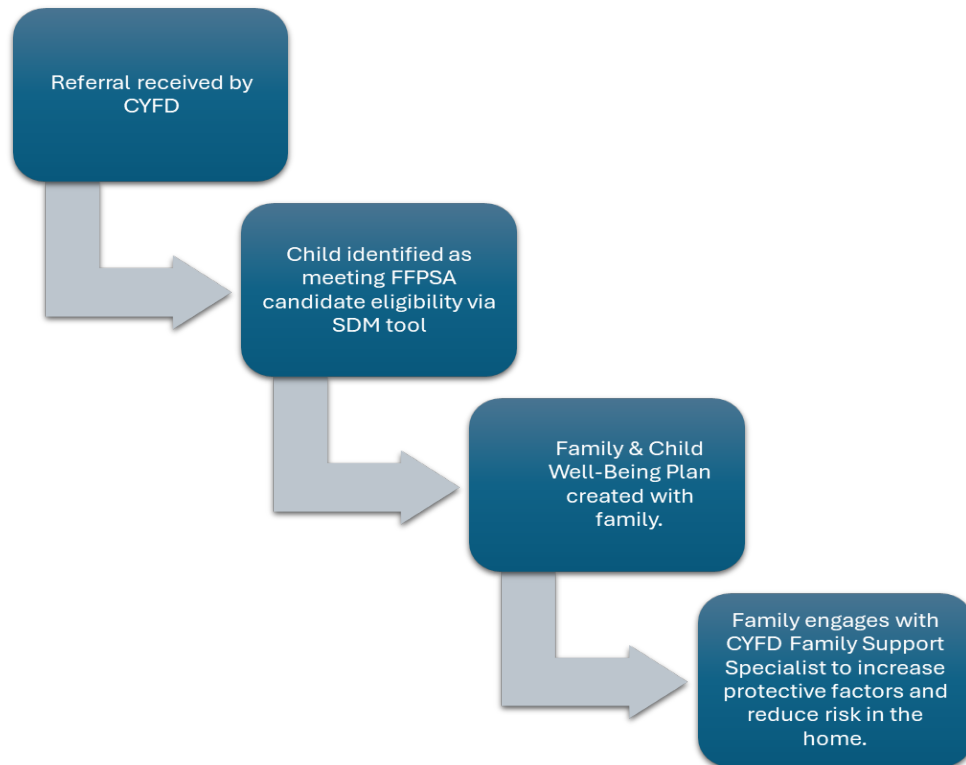 Referral received by
CYFD
Child identified as
meeting FFPSA
candidate eligibility via
SDM tool
Family & Child
Well-Being Plan
created with
family.
Family engages with
CYFD Family Support
Specialist to increase
protective factors and
reduce risk in the
home.